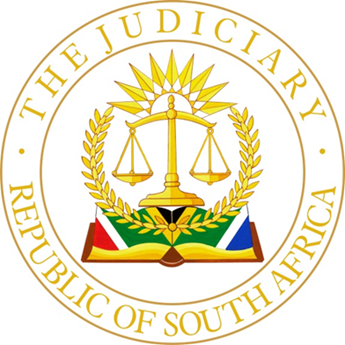 THE JUDICIARY
REPUBLIC OF SOUTH AFRICA